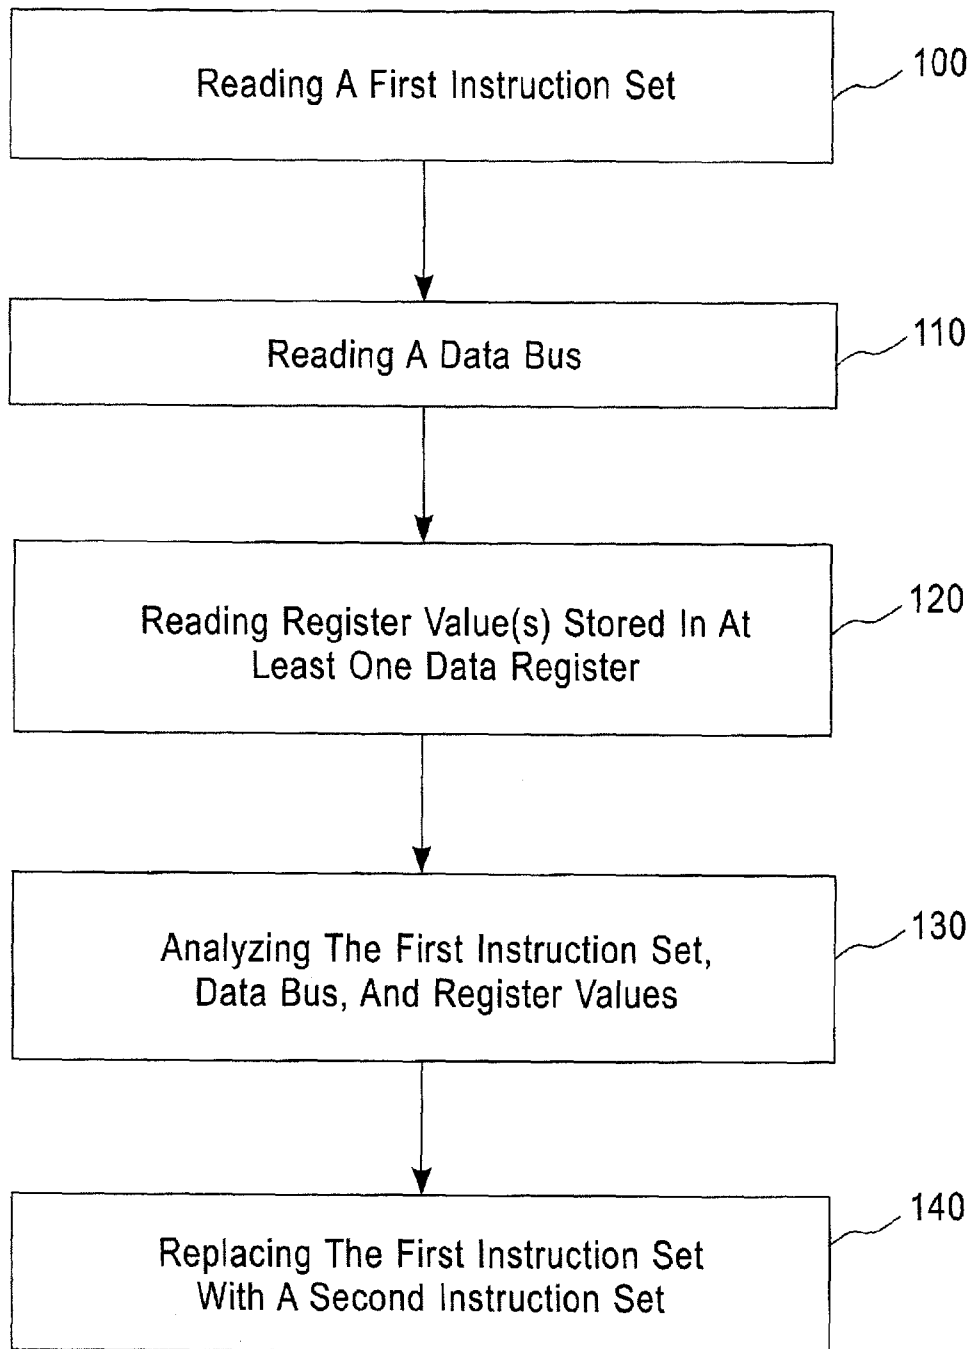 Reading A First Instruction Set
100
Reading A Data Bus
110
Reading Register Value(s) Stored In At
Least One Data Register
120
Analyzing The First Instruction Set,
Data Bus, And Register Values
130
Replacing The First Instruction Set
With A Second Instruction Set
140